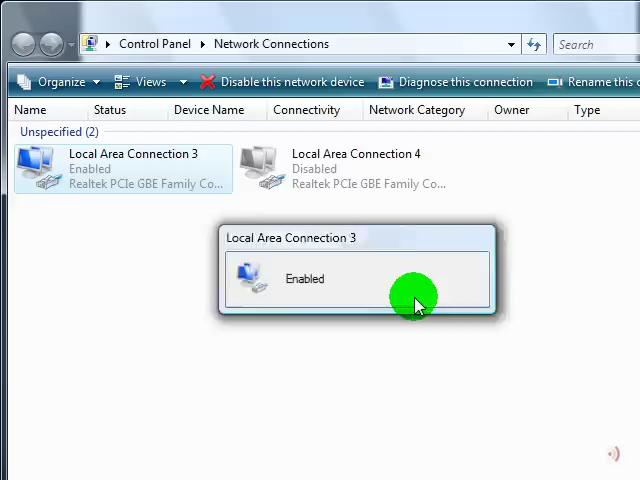 Control Panel Network Connections Search
Organize Views Disable this network device Diagnose this connection Rename this co
Name Status Device Name Connectivity Network Category Owner Type
Unspecified (2)
Local Area Connection 3
Enabled
Realtek PCIe GBE Family Co...
Local Area Connection 4
Disabled
Realtek PCIe GBE Family Co...
Local Area Connection 3
Enabled